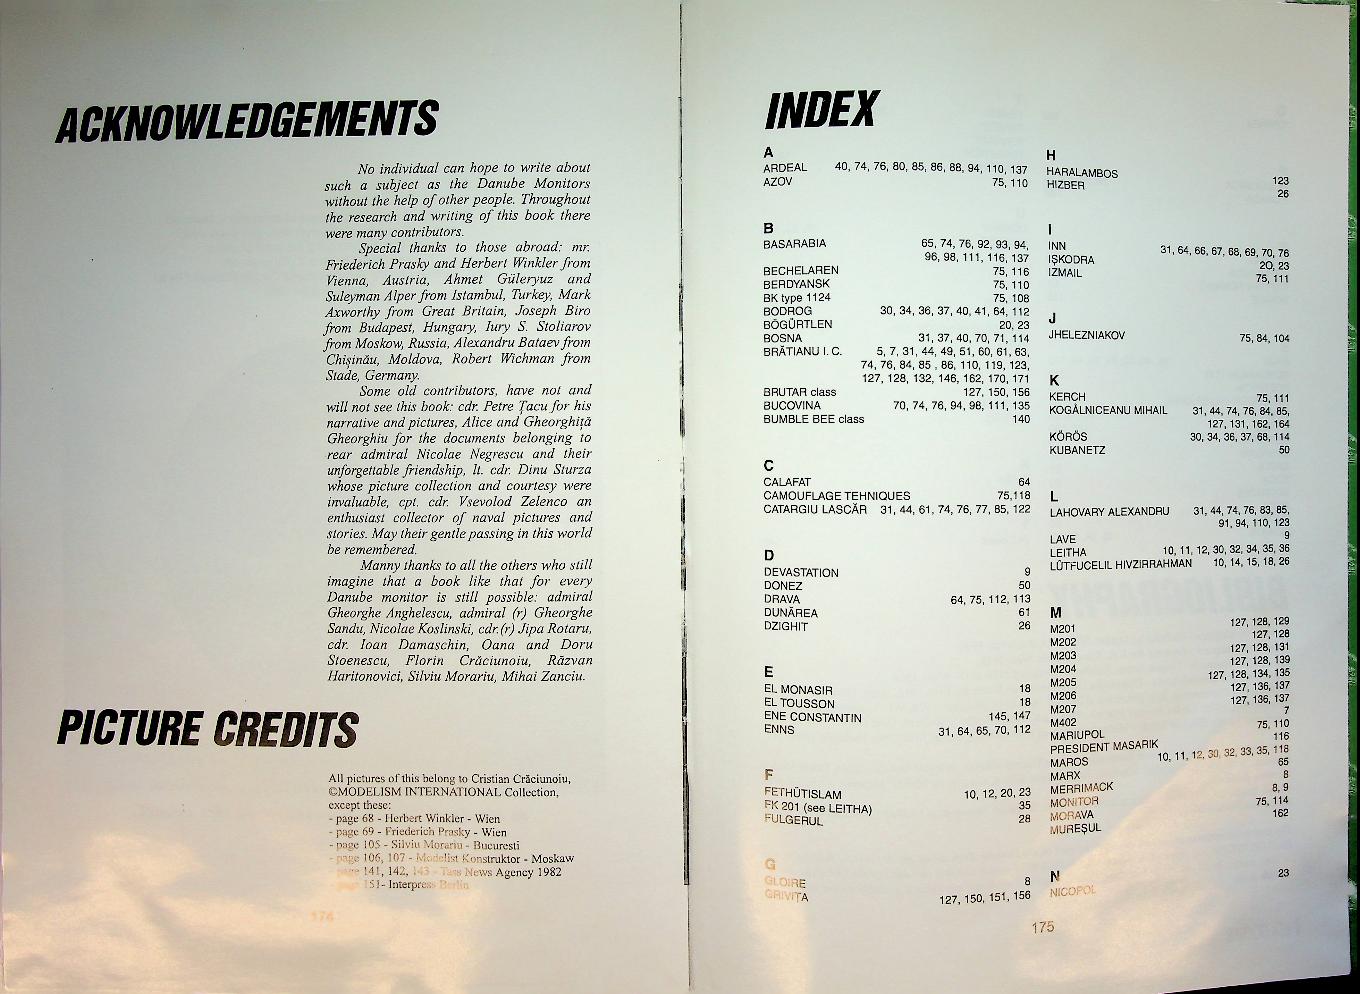 ACKNOWLEDGEMENTS
No individual can hope to write about
such a subject as the Danube Monitors
without the help of other people. Throughout
the research and writing of this book there
were many contributors.
Special thanks to those abroad: mr.
Friederich Prasky and Herbert Winkler from
Vienna, Austria, Ahmet Güleryuz and
Suleyman Alper from Istambul, Turkey, Mark
Axworthy from Great Britain, Joseph Biro
from Budapest, Hungary, Iury S. Stoliarov
from Moskow, Russia, Alexandru Bataev from
Chişinău, Moldova, Robert Wichman from
Stade, Germany.
Some old contributors, have not and
will not see this book: cdr. Petre Ţacu for his
narrative and pictures, Alice and Gheorghiţă
Gheorghiu for the documents belonging to
rear admiral Nicolae Negrescu and their
unforgettable friendship, lt. cdr. Dinu Sturza
whose picture collection and courtesy were
invaluable, cpt. cdr. Vsevolod Zelenco an
enthusiast collector of naval pictures and
stories. May their gentle passing in this world
be remembered.
Manny thanks to all the others who still
imagine that a book like that for every
Danube monitor is still possible: admiral
Gheorghe Anghelescu, admiral (r) Gheorghe
Sandu, Nicolae Koslinski, cdr.(r) Jipa Rotaru,
cdr. Ioan Damaschin, Oana and Doru
Stoenescu, Florin Crăciunoiu, Răzvan
Haritonovici, Silviu Morariu, Mihai Zanciu.
PICTURE CREDITS
All pictures of this belong to Cristian Crăciunoiu,
©MODELISM INTERNATIONAL Collection,
except these:
- page 68 - Herbert Winkler - Wien
- page 69 - Friederich Prasky - Wien
- page 105 - Silviu Morariu - Bucuresti
- page 106, 107 - Modelist Konstruktor - Moskaw
- page 141, 142, 143 - Tass News Agency 1982
- page 151- Interpress Berlin
174
INDEX
A
ARDEAL 40, 74, 76, 80, 85, 86, 88, 94, 110, 137
AZOV 75, 110
B
BASARABIA 65, 74, 76, 92, 93, 94,
96, 98, 111, 116, 137
BECHELAREN 75, 116
BERDYANSK 75, 110
BK type 1124 75, 108
BODROG 30, 34, 36, 37, 40, 41, 64, 112
BÖGÜRTLEN 20, 23
BOSNA 31, 37, 40, 70, 71, 114
BRĂTIANU I. C. 5, 7, 31, 44, 49, 51, 60, 61, 63,
74, 76, 84, 85 , 86, 110, 119, 123,
127, 128, 132, 146, 162, 170, 171
BRUTAR class 127, 150, 156
BUCOVINA 70, 74, 76, 94, 98, 111, 135
BUMBLE BEE class 140
C
CALAFAT 64
CAMOUFLAGE TEHNIQUES 75,118
CATARGIU LASCĂR 31, 44, 61, 74, 76, 77, 85, 122
D
DEVASTATION 9
DONEZ 50
DRAVA 64, 75, 112, 113
DUNĂREA 61
DZIGHIT 26
E
EL MONASIR 18
EL TOUSSON 18
ENE CONSTANTIN 145, 147
ENNS 31, 64, 65, 70, 112
F
FETHÜTISLAM 10, 12, 20, 23
FK 201 (see LEITHA) 35
FULGERUL 28
G
GLOIRE 8
GRIVIŢA 127, 150, 151, 156
H
HARALAMBOS 123
HIZBER 26
I
INN 31, 64, 66, 67, 68, 69, 70, 76
IŞKODRA 20, 23
IZMAIL 75, 111
J
JHELEZNIAKOV 75, 84, 104
K
KERCH 75, 111
KOGĂLNICEANU MIHAIL 31, 44, 74, 76, 84, 85,
127, 131, 162, 164
KÖRÖS 30, 34, 36, 37, 68, 114
KUBANETZ 50
L
LAHOVARY ALEXANDRU 31, 44, 74, 76, 83, 85,
91, 94, 110, 123
LAVE 9
LEITHA 10, 11, 12, 30, 32, 34, 35, 36
LÜTFUCELIL HIVZIRRAHMAN 10, 14, 15, 18, 26
M
M201 127, 128, 129
M202 127, 128
M203 127, 128, 131
M204 127, 128, 139
M205 127, 128, 134, 135
M206 127, 136, 137
M207 127, 136, 137
M402 7
MARIUPOL 75, 110
PRESIDENT MASARIK 116
MAROS 10, 11, 12, 30, 32, 33, 35, 118
MARX 65
MERRIMACK 8
MONITOR 8, 9
MORAVA 75, 114
MUREŞUL 162
N
NICOPOL 23
175